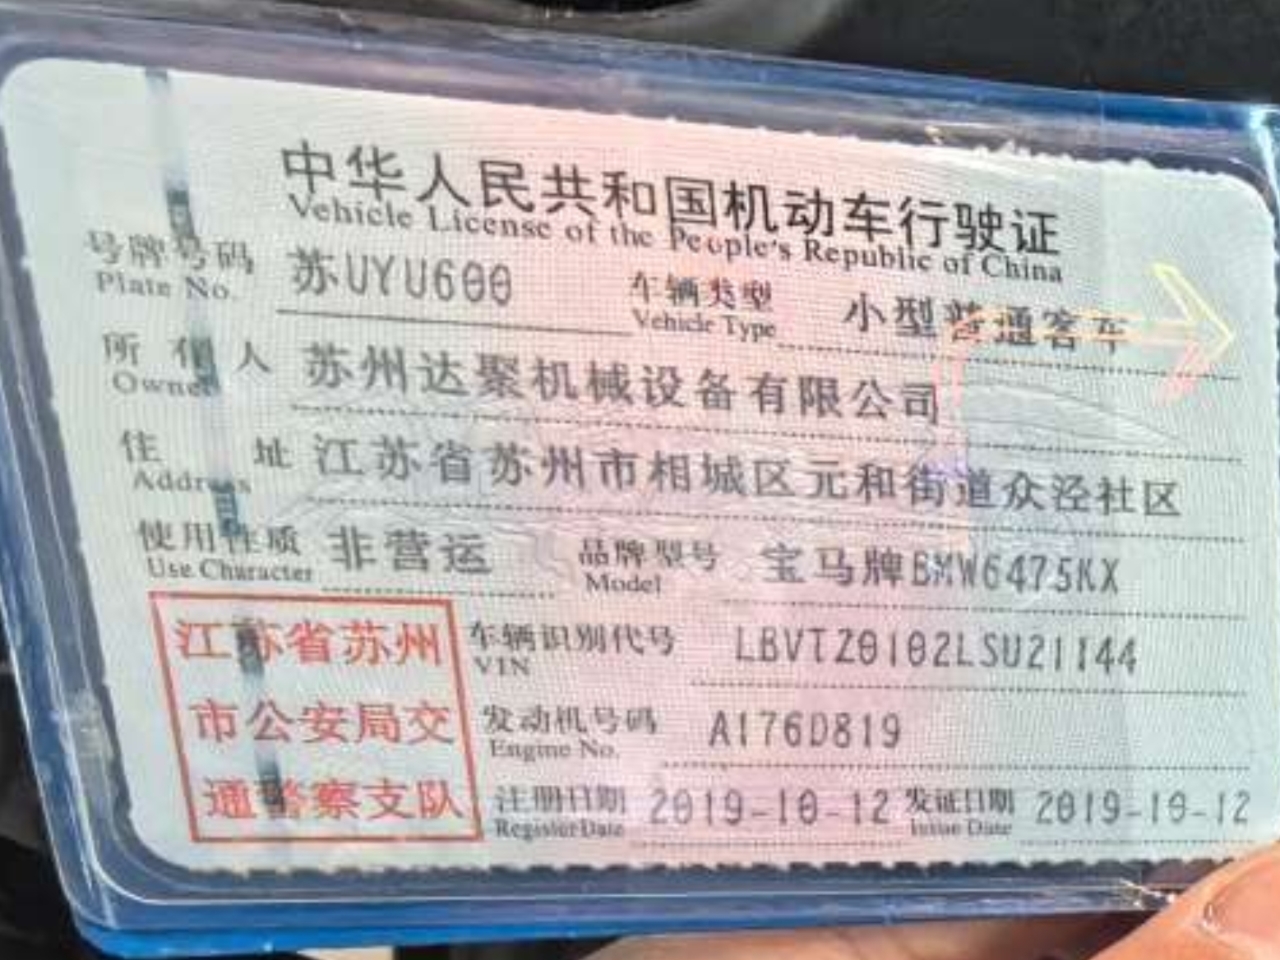 中华人民共和国机动车行驶证
Vehicle License of the People's Republic of China
号牌号码 苏UYU600 车辆类型 小型普通客车
Plate No. Vehicle Type
所有人 苏州达聚机械设备有限公司
Owner
住址 江苏省苏州市相城区元和街道众泾社区
Address
使用性质 非营运 品牌型号 宝马牌BMW6475KX
Use Character Model
江苏省苏州
市公安局交
通警察支队
车辆识别代号 LBVTZ0102LSU21144
VIN
发动机号码 A176D819
Engine No.
注册日期 2019-10-12 发证日期 2019-10-12
Register Date Issue Date